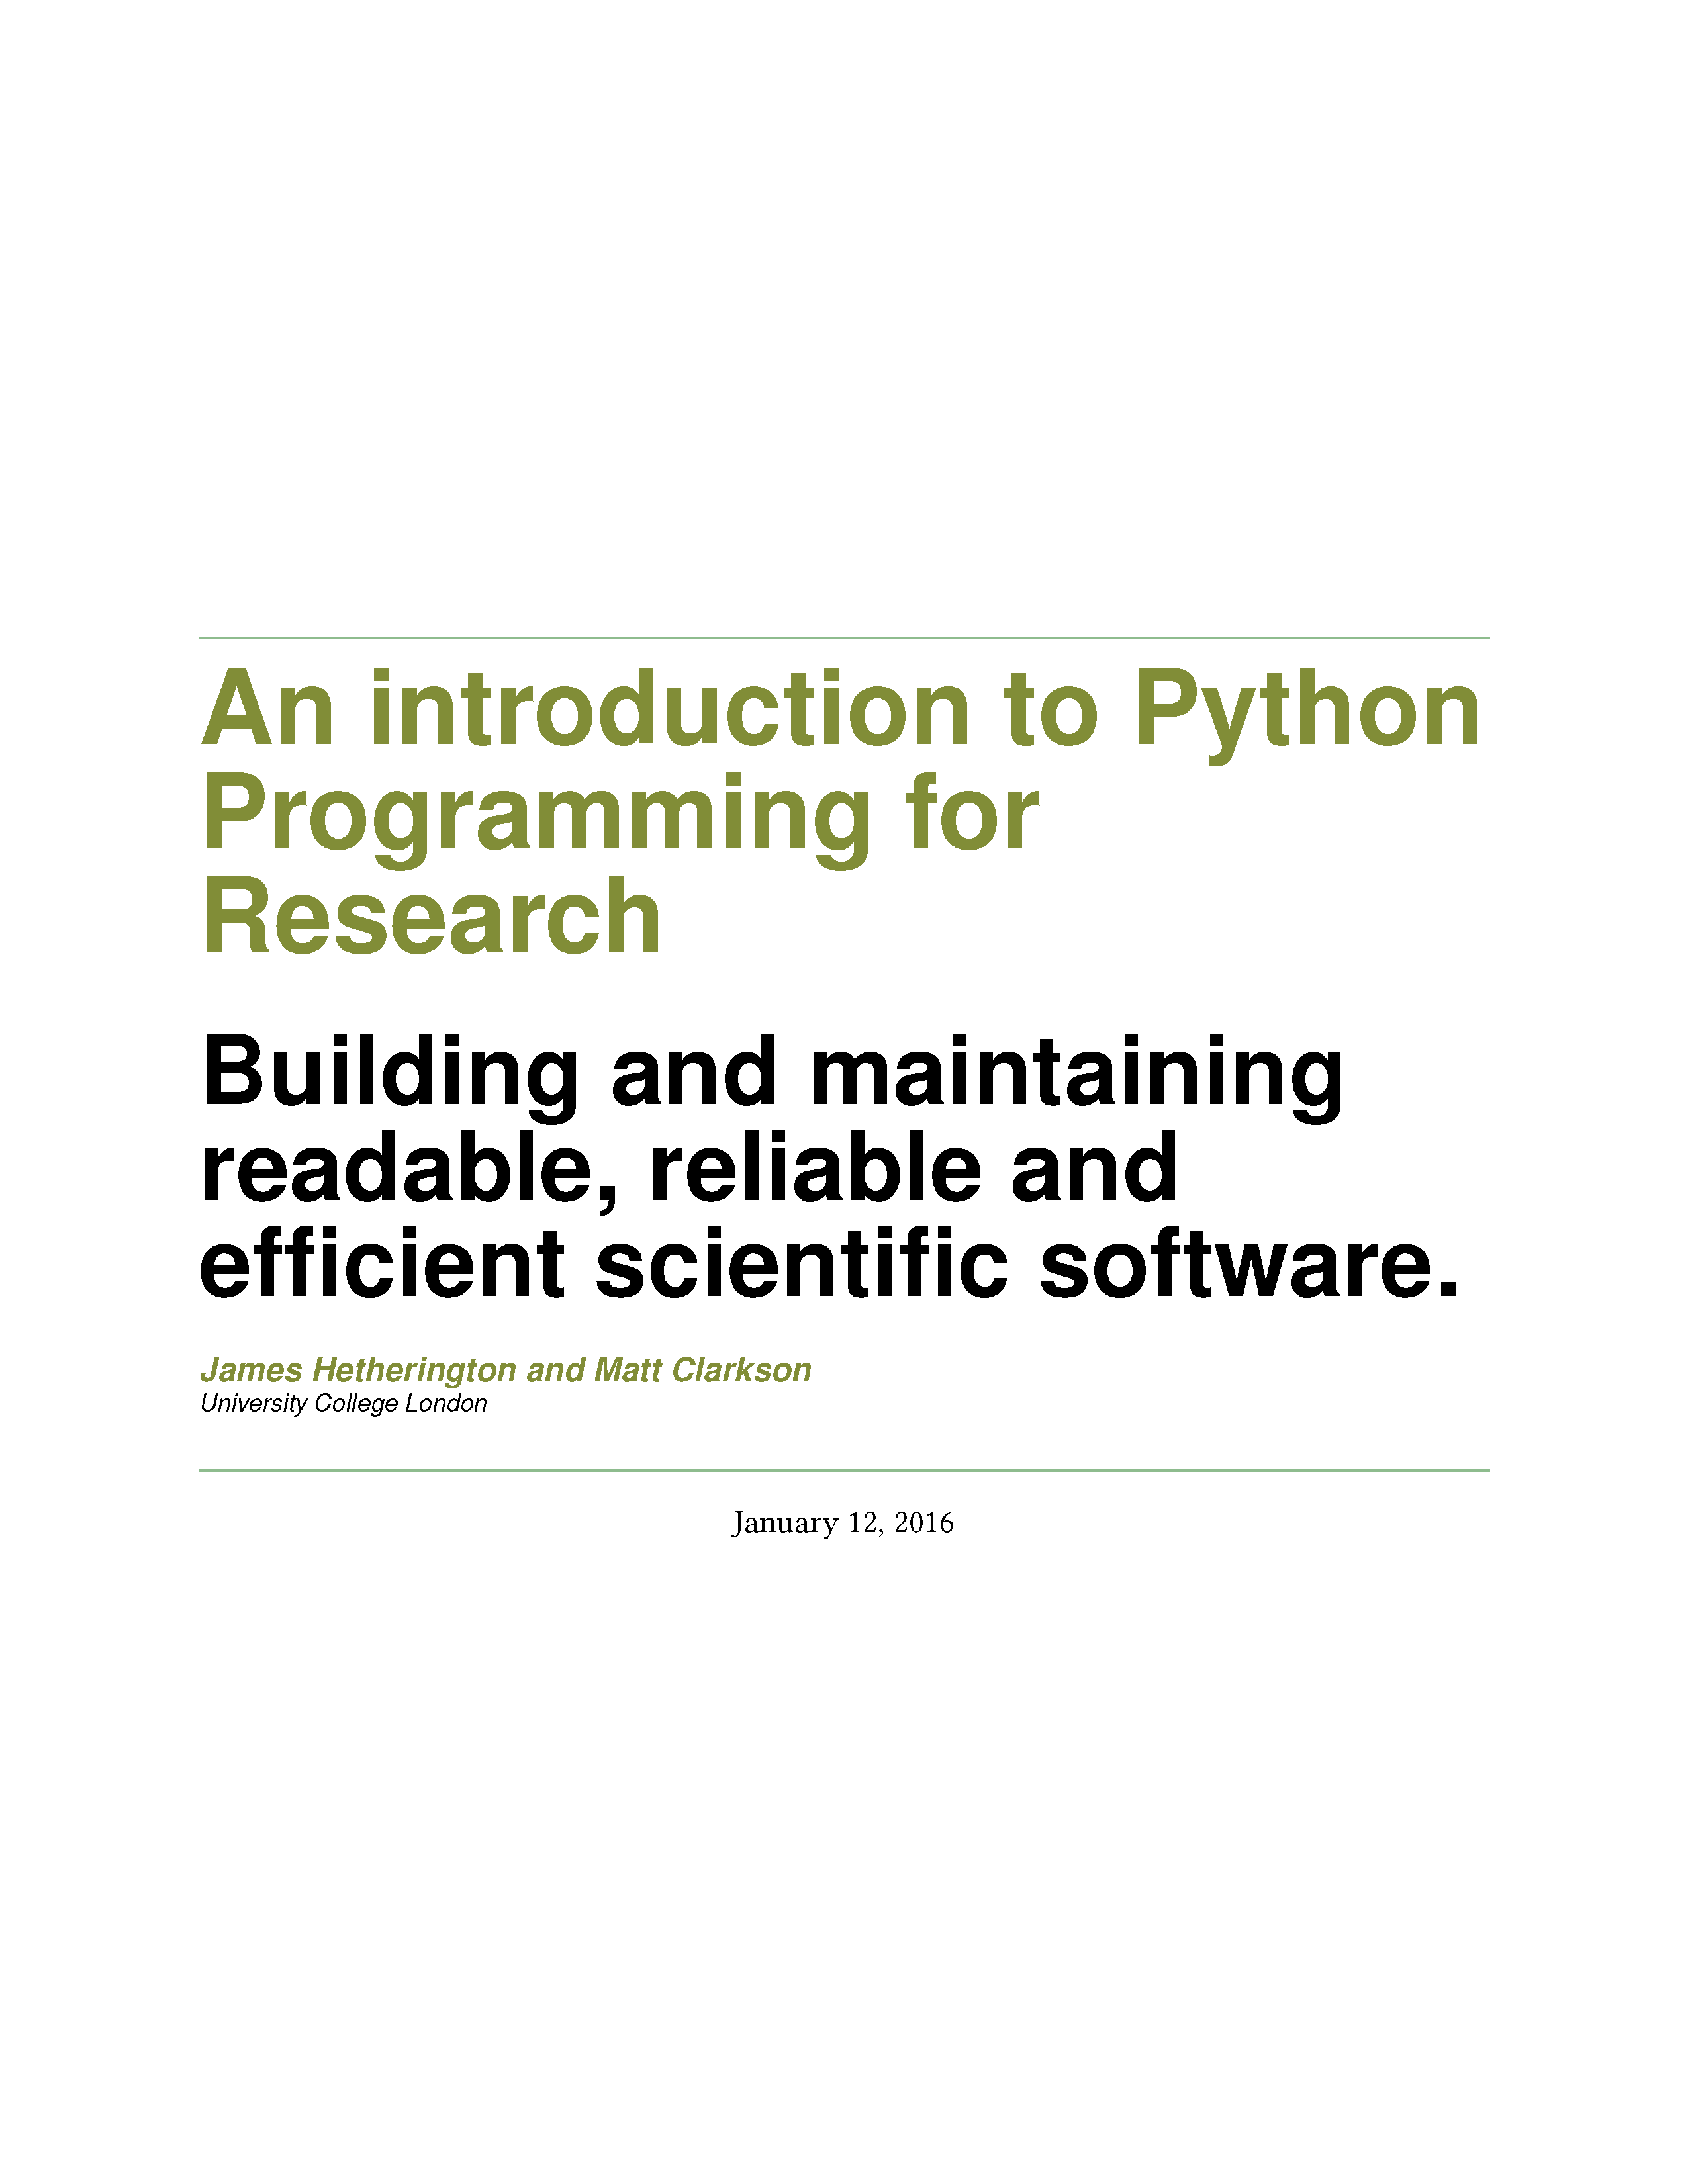 An introduction to Python
Programming for
Research
Building and maintaining
readable, reliable and
efficient scientific software.
James Hetherington and Matt Clarkson
University College London
January 12, 2016